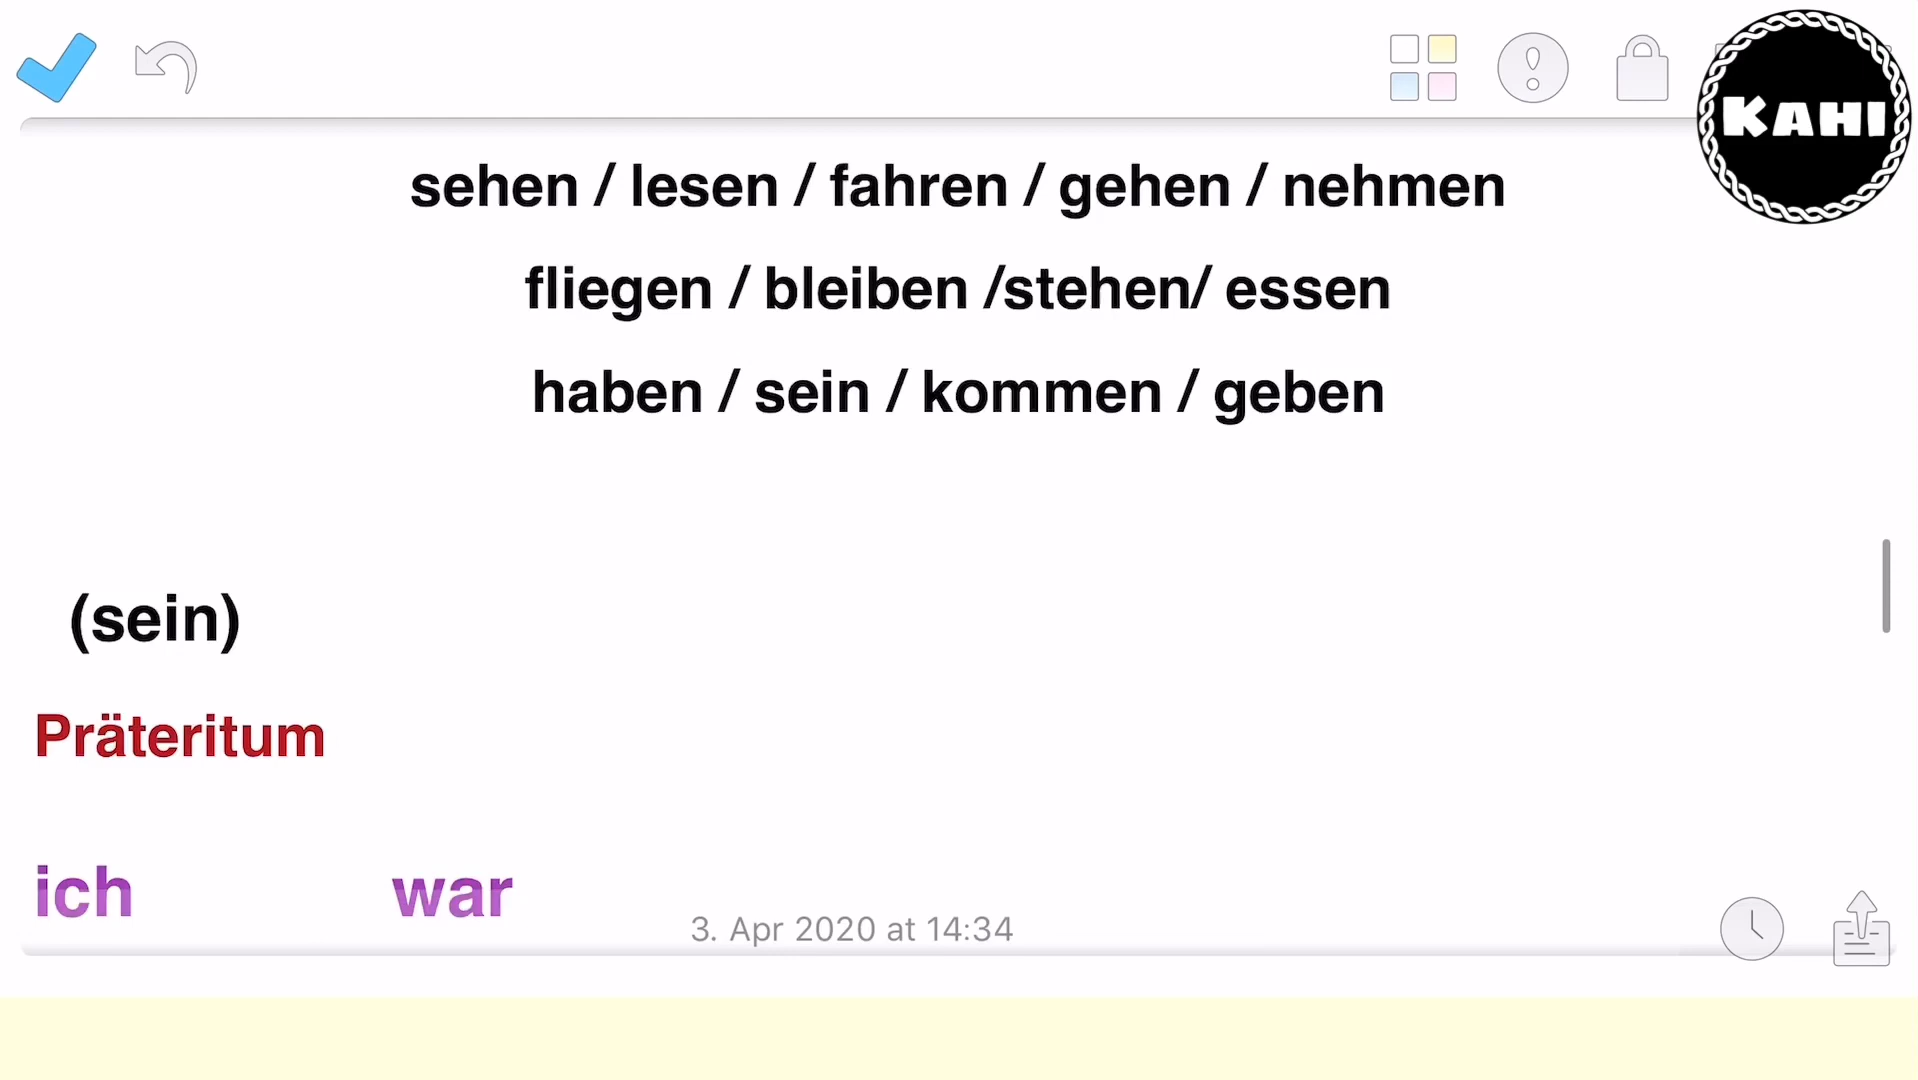 KAHI
sehen / lesen / fahren / gehen / nehmen
fliegen / bleiben /stehen/ essen
haben / sein / kommen / geben
(sein)
Präteritum
ich war
3. Apr 2020 at 14:34